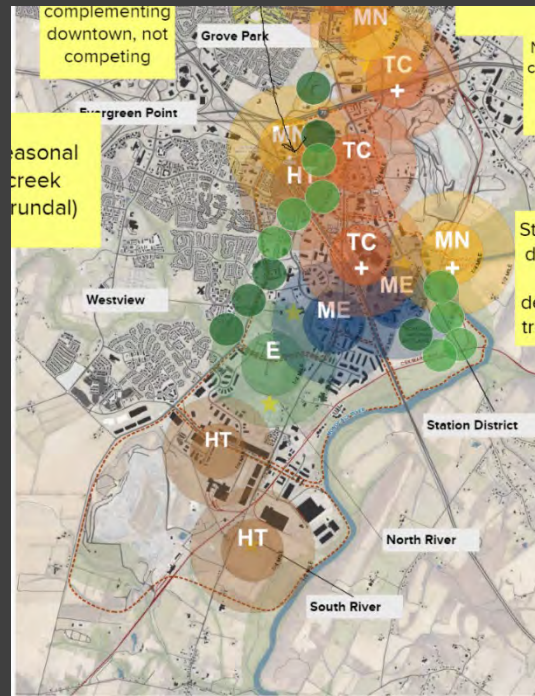 complementing
downtown, not
competing
Grove Park
MN
TC
+
Evergreen Point
easonal
creek
rundal)
MN
TC
HT
TC
+
MN
+
ME
ME
Westview
E
HT
Station District
HT
North River
South River